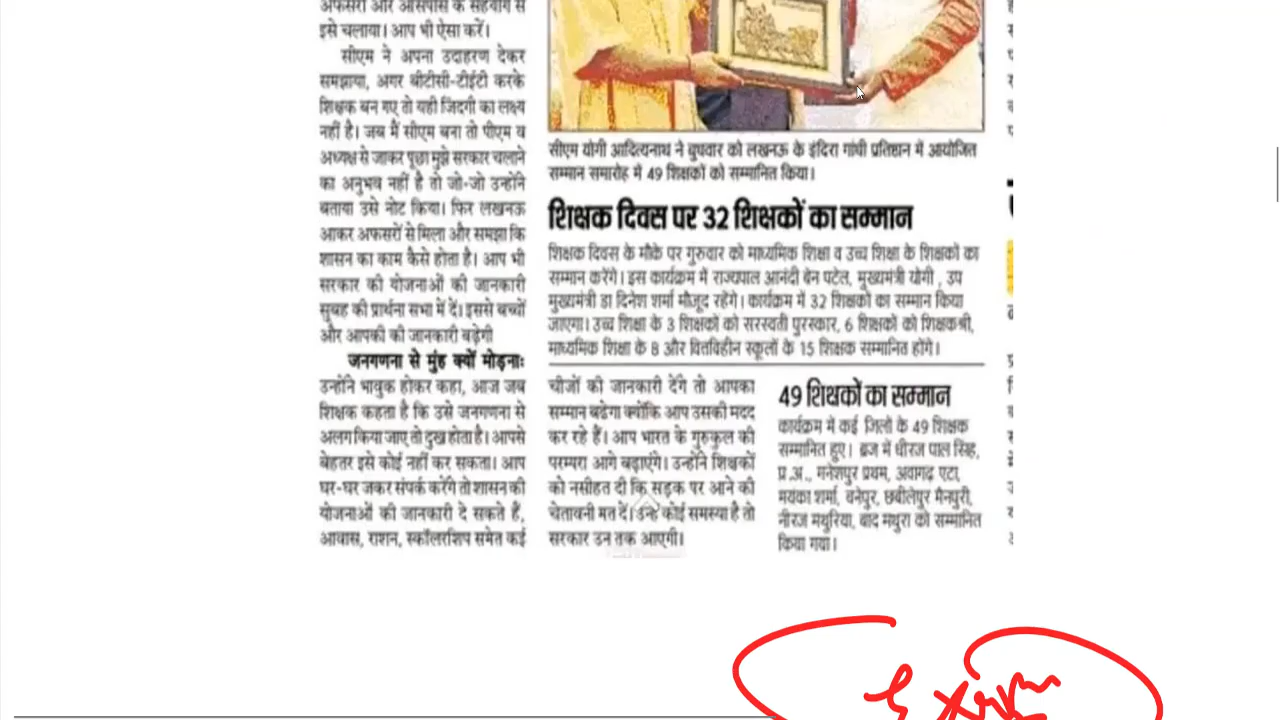 अफसरों और आसपास के सहयोग से
इसे चलाया। आप भी ऐसा करें।
सीएम ने अपना उदाहरण देकर
समझाया, अगर बीटीसी-टीईटी करके
शिक्षक बन गए तो यही जिंदगी का लक्ष्य
नहीं है। जब मैं सीएम बना तो पीएम व
अध्यक्ष से जाकर पूछा मुझे सरकार चलाने
का अनुभव नहीं है तो जो-जो उन्होंने
बताया उसे नोट किया। फिर लखनऊ
आकर अफसरों से मिला और समझा कि
शासन का काम कैसे होता है। आप भी
सरकार की योजनाओं की जानकारी
सुबह की प्रार्थना सभा में दें। इससे बच्चों
और आपकी की जानकारी बढ़ेगी
जनगणना से मुंह क्यों मोड़नाः
उन्होंने भावुक होकर कहा, आज जब
शिक्षक कहता है कि उसे जनगणना से
अलग किया जाए तो दुख होता है। आपसे
बेहतर इसे कोई नहीं कर सकता। आप
घर-घर जकर संपर्क करेंगे तो शासन की
योजनाओं की जानकारी दे सकते हैं,
आवास, राशन, स्कॉलरशिप समेत कई
सीएम योगी आदित्यनाथ ने बुधवार को लखनऊ के इंदिरा गांधी प्रतिष्ठान में आयोजित
सम्मान समारोह में 49 शिक्षकों को सम्मानित किया।
शिक्षक दिवस पर 32 शिक्षकों का सम्मान
शिक्षक दिवस के मौके पर गुरुवार को माध्यमिक शिक्षा व उच्च शिक्षा के शिक्षकों का
सम्मान करेंगे। इस कार्यक्रम में राज्यपाल आनंदी बेन पटेल, मुख्यमंत्री योगी , उप
मुख्यमंत्री डा दिनेश शर्मा मौजूद रहेंगे। कार्यक्रम में 32 शिक्षकों का सम्मान किया
जाएगा। उच्च शिक्षा के 3 शिक्षकों को सरस्वती पुरस्कार, 6 शिक्षकों को शिक्षकश्री,
माध्यमिक शिक्षा के 8 और वित्तविहीन स्कूलों के 15 शिक्षक सम्मानित होंगे।
चीजों की जानकारी देंगे तो आपका
सम्मान बढ़ेगा क्योंकि आप उसकी मदद
कर रहे हैं। आप भारत के गुरुकुल की
परम्परा आगे बढ़ाएंगे। उन्होंने शिक्षकों
को नसीहत दी कि सड़क पर आने की
चेतावनी मत दें। उन्हें कोई समस्या है तो
सरकार उन तक आएगी।
49 शिक्षकों का सम्मान
कार्यक्रम में कई जिलों के 49 शिक्षक
सम्मानित हुए। ब्रज में धीरज पाल सिंह,
प्र.अ., गनेशपुर प्रथम, अवागढ़ एटा,
मयंका शर्मा, वनेपुर, छबीलेपुर मैनपुरी,
नीरज मथुरिया, बाद मथुरा को सम्मानित
किया गया।